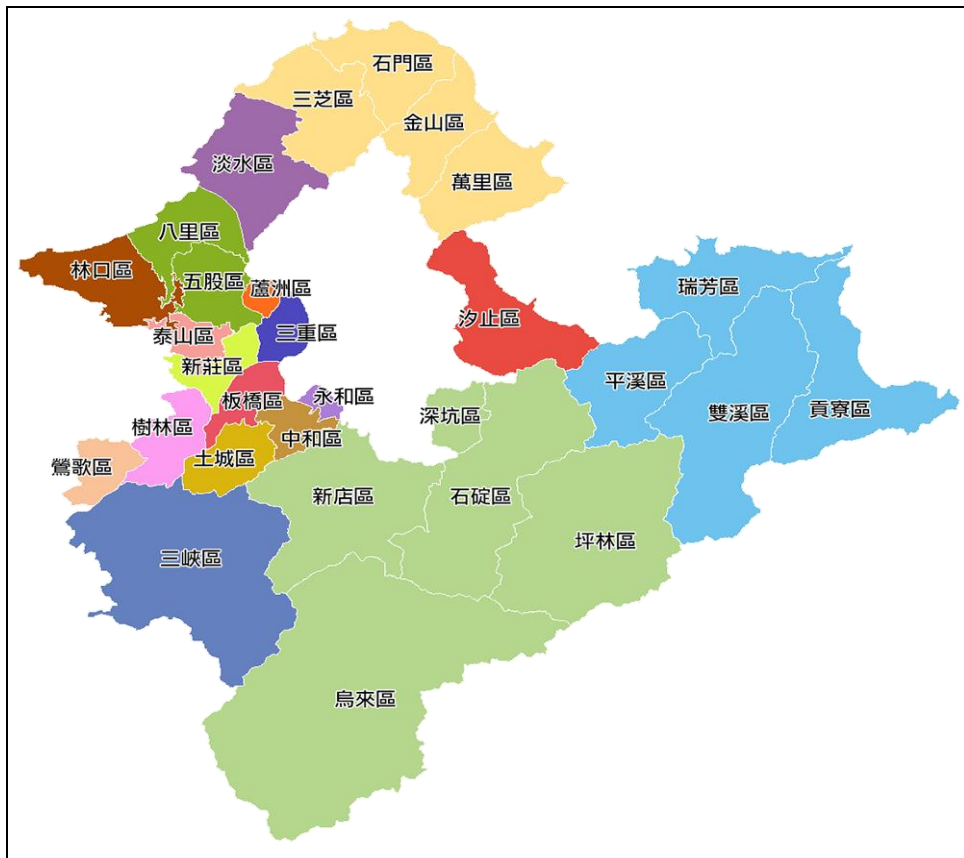 石門區
三芝區
金山區
淡水區
萬里區
八里區
林口區
五股區
蘆洲區
瑞芳區
汐止區
三重區
泰山區
新莊區
平溪區
板橋區
永和區
深坑區
雙溪區
貢寮區
樹林區
中和區
土城區
鶯歌區
新店區
石碇區
坪林區
三峽區
烏來區